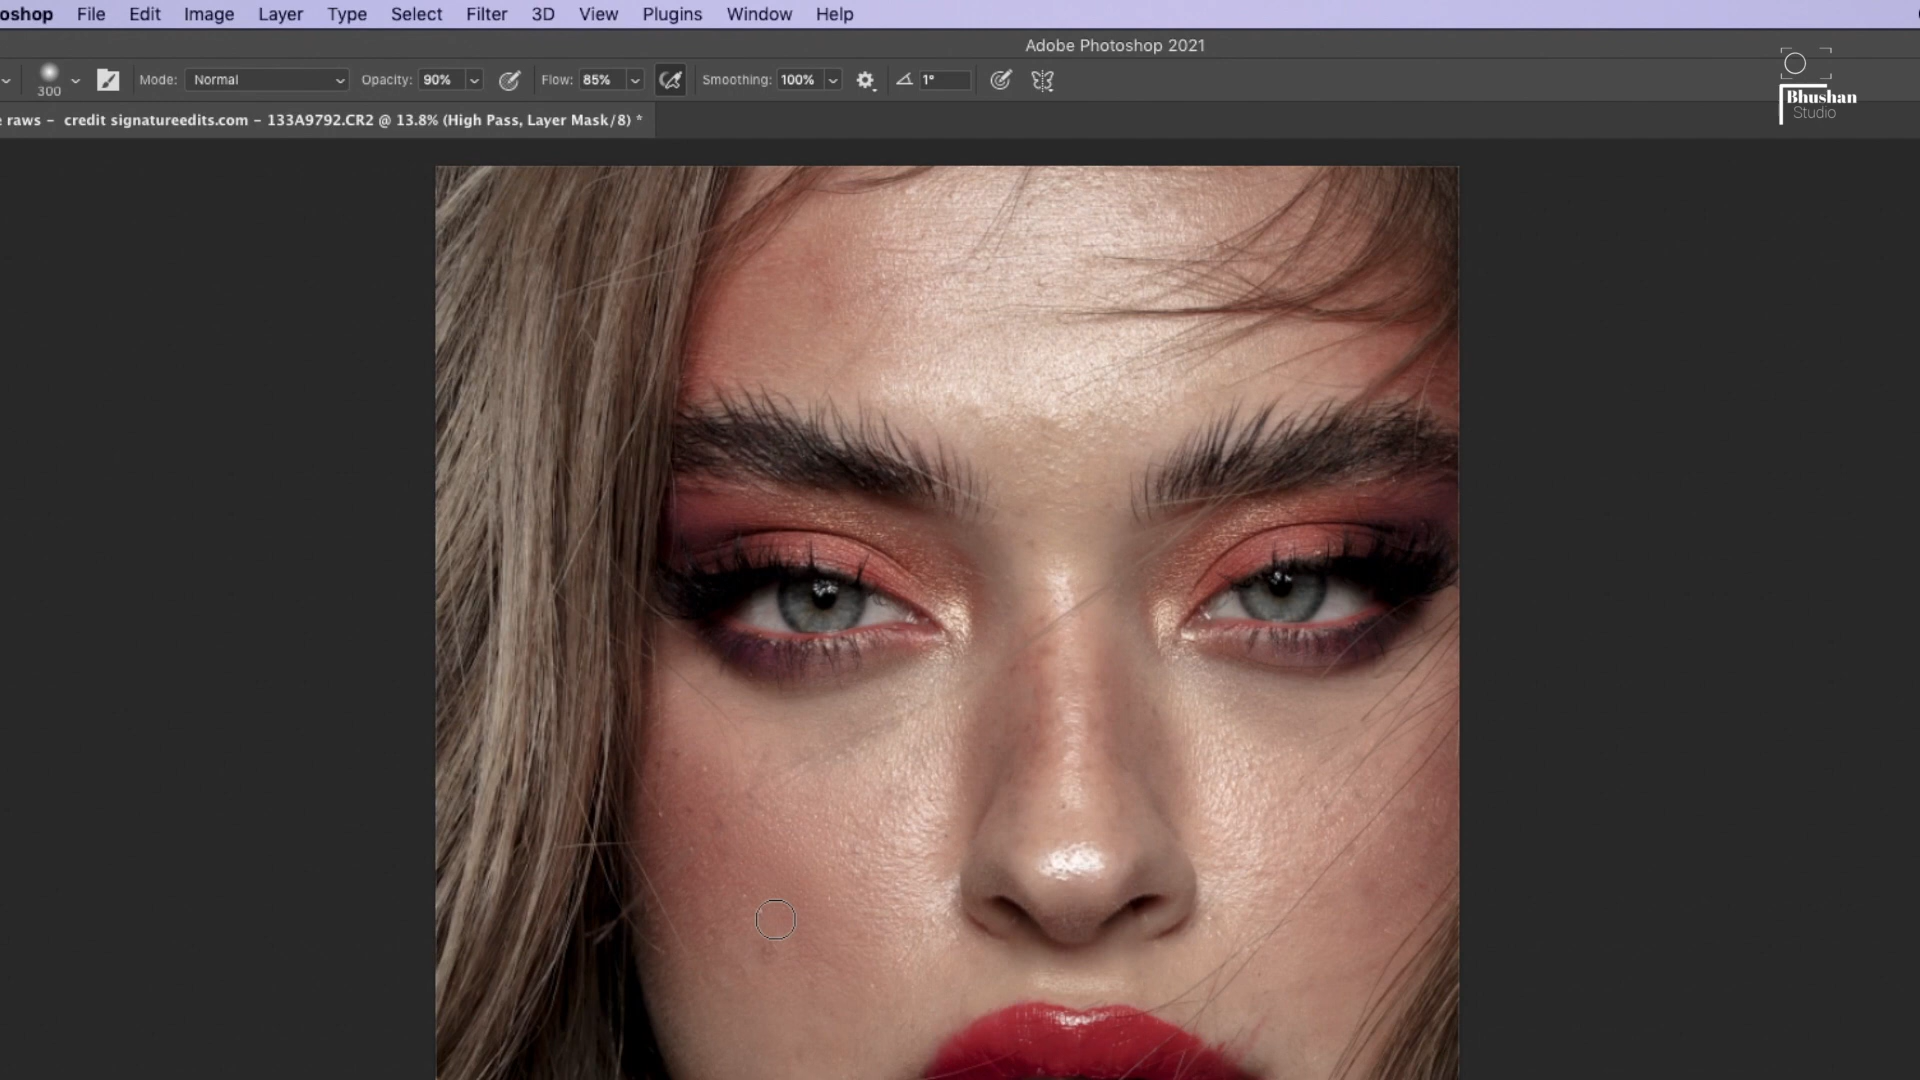 oshop File Edit Image Layer Type Select Filter 3D View Plugins Window Help
Adobe Photoshop 2021
300 Mode: Normal Opacity: 90% Flow: 85% Smoothing: 100% 1°
Bhushan
Studio
e raws - credit signatureedits.com - 133A9792.CR2 @ 13.8% (High Pass, Layer Mask/8) *